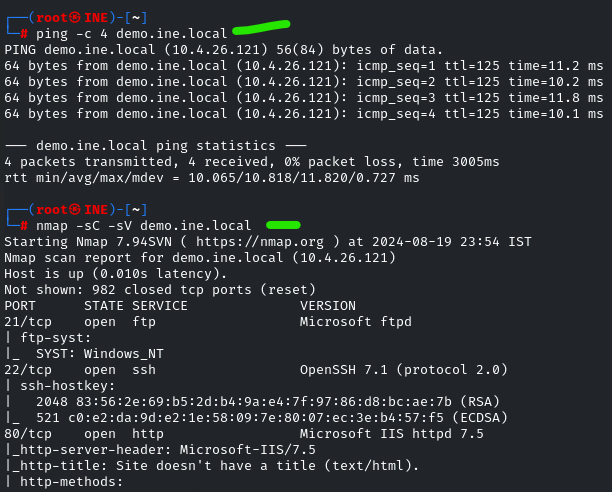 ┌──(root㉿INE)-[~]
└─# ping -c 4 demo.ine.local
PING demo.ine.local (10.4.26.121) 56(84) bytes of data.
64 bytes from demo.ine.local (10.4.26.121): icmp_seq=1 ttl=125 time=11.2 ms
64 bytes from demo.ine.local (10.4.26.121): icmp_seq=2 ttl=125 time=10.2 ms
64 bytes from demo.ine.local (10.4.26.121): icmp_seq=3 ttl=125 time=11.8 ms
64 bytes from demo.ine.local (10.4.26.121): icmp_seq=4 ttl=125 time=10.1 ms
--- demo.ine.local ping statistics ---
4 packets transmitted, 4 received, 0% packet loss, time 3005ms
rtt min/avg/max/mdev = 10.065/10.818/11.820/0.727 ms
┌──(root㉿INE)-[~]
└─# nmap -sC -sV demo.ine.local
Starting Nmap 7.94SVN ( https://nmap.org ) at 2024-08-19 23:54 IST
Nmap scan report for demo.ine.local (10.4.26.121)
Host is up (0.010s latency).
Not shown: 982 closed tcp ports (reset)
PORT      STATE SERVICE            VERSION
21/tcp    open  ftp                Microsoft ftpd
| ftp-syst:
|_  SYST: Windows_NT
22/tcp    open  ssh                OpenSSH 7.1 (protocol 2.0)
| ssh-hostkey:
|   2048 83:56:2e:69:b5:2d:b4:9a:e4:7f:97:86:d8:bc:ae:7b (RSA)
|_  521 c0:e2:da:9d:e2:1e:58:09:7e:80:07:ec:3e:b4:57:f5 (ECDSA)
80/tcp    open  http               Microsoft IIS httpd 7.5
|_http-server-header: Microsoft-IIS/7.5
|_http-title: Site doesn't have a title (text/html).
| http-methods: